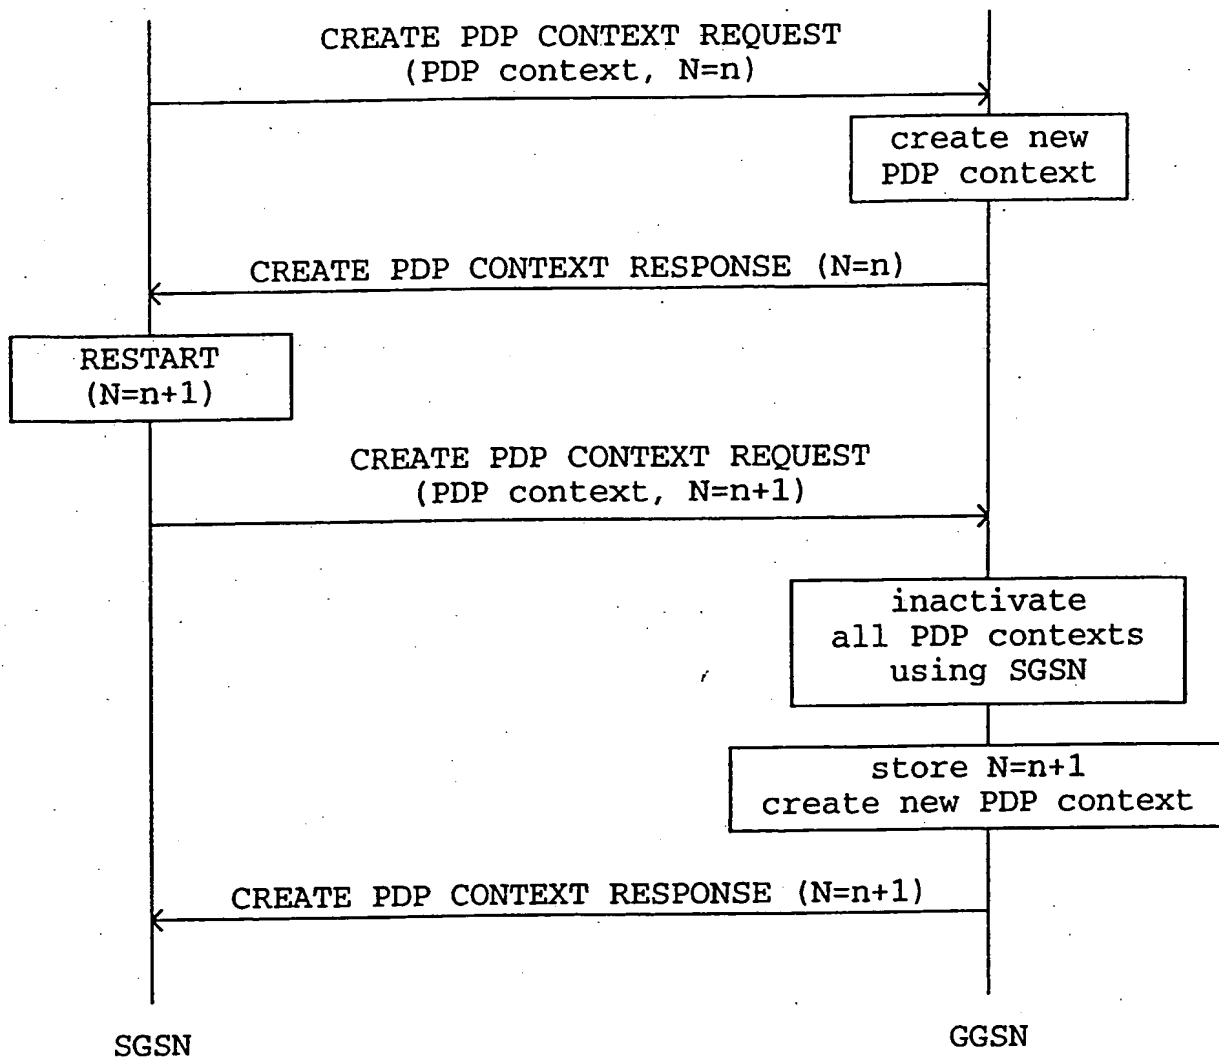 CREATE PDP CONTEXT REQUEST
(PDP context, N=n)
create new
PDP context
CREATE PDP CONTEXT RESPONSE (N=n)
RESTART
(N=n+1)
CREATE PDP CONTEXT REQUEST
(PDP context, N=n+1)
inactivate
all PDP contexts
using SGSN
store N=n+1
create new PDP context
CREATE PDP CONTEXT RESPONSE (N=n+1)
SGSN
GGSN